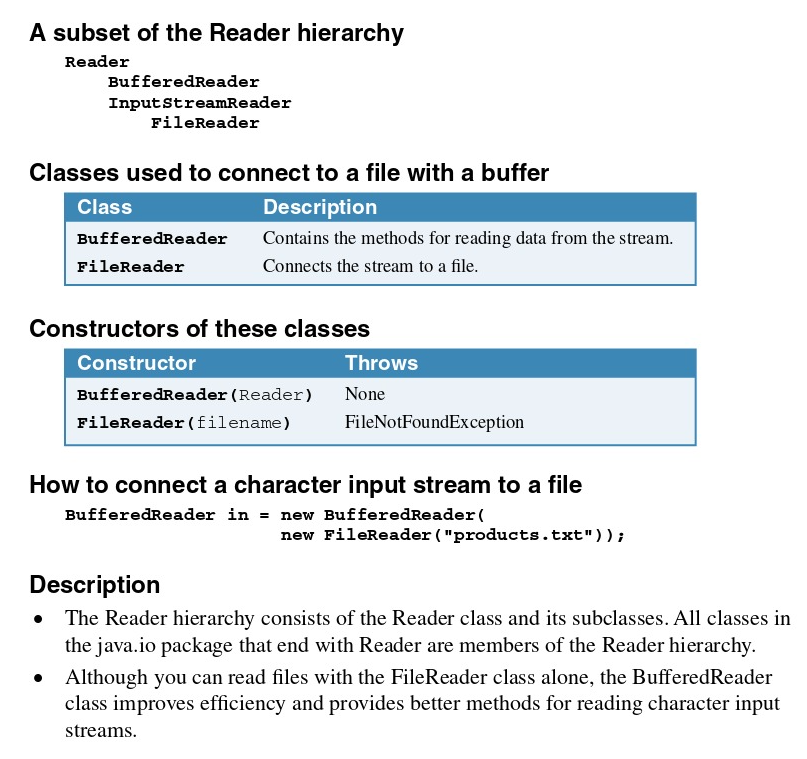 A subset of the Reader hierarchy
Reader
    BufferedReader
    InputStreamReader
        FileReader
Classes used to connect to a file with a buffer
Class Description
BufferedReader Contains the methods for reading data from the stream.
FileReader Connects the stream to a file.
Constructors of these classes
Constructor Throws
BufferedReader(Reader) None
FileReader(filename) FileNotFoundException
How to connect a character input stream to a file
BufferedReader in = new BufferedReader(
                    new FileReader("products.txt"));
Description
• The Reader hierarchy consists of the Reader class and its subclasses. All classes in
the java.io package that end with Reader are members of the Reader hierarchy.
• Although you can read files with the FileReader class alone, the BufferedReader
class improves efficiency and provides better methods for reading character input
streams.